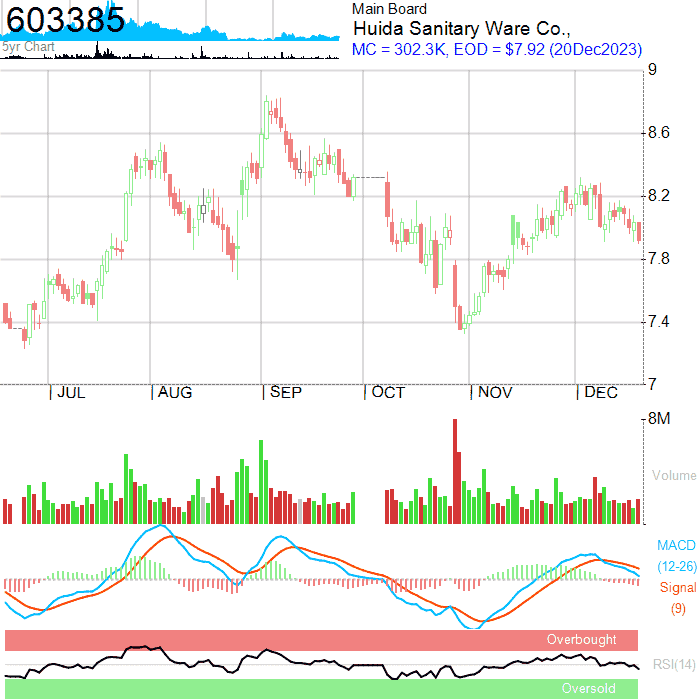 603385
5yr Chart
Main Board
Huida Sanitary Ware Co.,
MC = 302.3K, EOD = $7.92 (20Dec2023)
9
8.6
8.2
7.8
7.4
7
JUL AUG SEP OCT NOV DEC
8M
Volume
MACD
(12-26)
Signal
(9)
Overbought
RSI(14)
Oversold